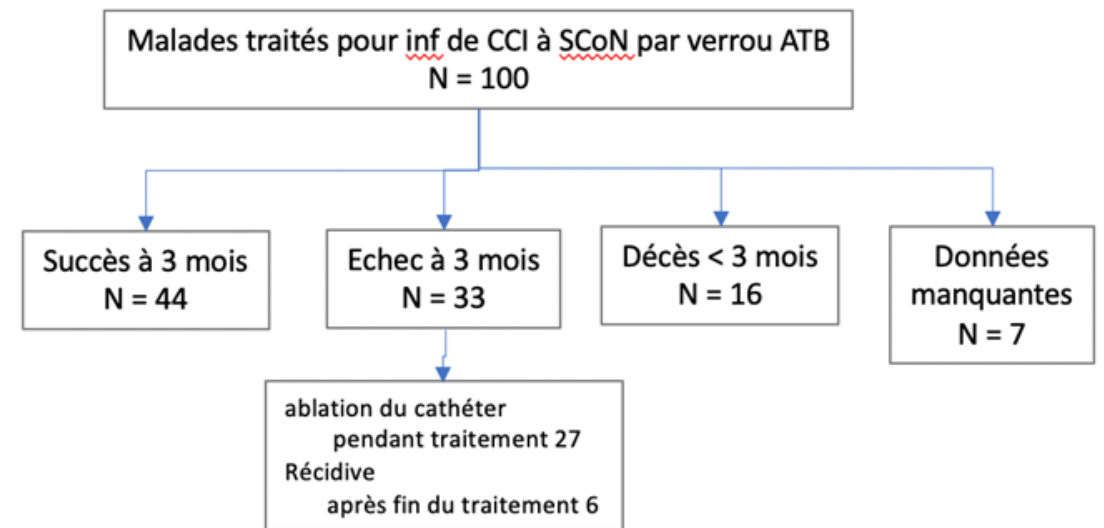 Malades traités pour inf de CCI à SCoN par verrou ATB
N = 100
Succès à 3 mois
N = 44
Echec à 3 mois
N = 33
Décès < 3 mois
N = 16
Données
manquantes
N = 7
ablation du cathéter
pendant traitement 27
Récidive
après fin du traitement 6